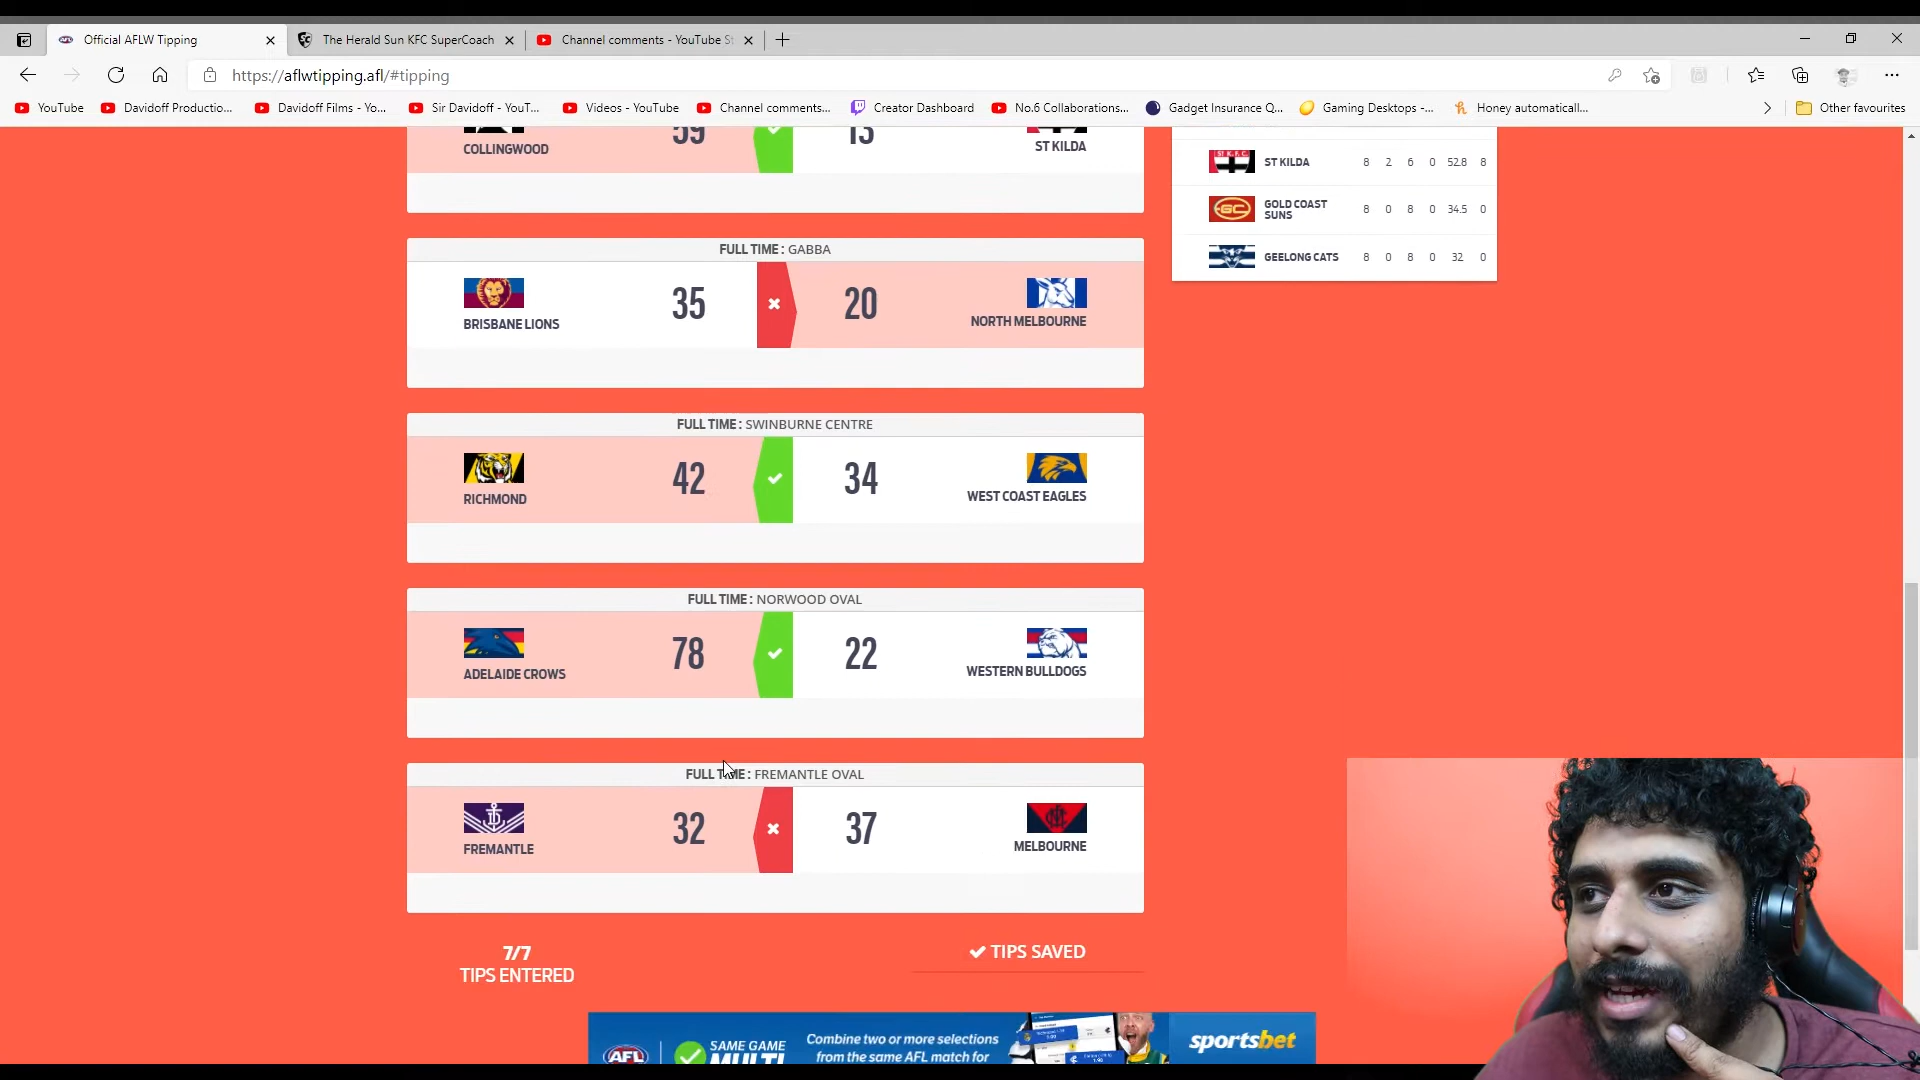 Official AFLW Tipping
The Herald Sun KFC SuperCoach
Channel comments - YouTube St
https://aflwtipping.afl/#tipping
YouTube
Davidoff Productio...
Davidoff Films - Yo...
Sir Davidoff - YouT...
Videos - YouTube
Channel comments...
Creator Dashboard
No.6 Collaborations...
Gadget Insurance Q...
Gaming Desktops -...
Honey automaticall...
Other favourites
COLLINGWOOD 59 13 ST KILDA
FULL TIME : GABBA
BRISBANE LIONS 35 20 NORTH MELBOURNE
FULL TIME : SWINBURNE CENTRE
RICHMOND 42 34 WEST COAST EAGLES
FULL TIME : NORWOOD OVAL
ADELAIDE CROWS 78 22 WESTERN BULLDOGS
FULL TIME : FREMANTLE OVAL
FREMANTLE 32 37 MELBOURNE
7/7
TIPS ENTERED
TIPS SAVED
ST KILDA 8 2 6 0 52.8 8
GOLD COAST
SUNS 8 0 8 0 34.5 0
GEELONG CATS 8 0 8 0 32 0
AFL
SAME GAME
MULTI
Combine two or more selections
from the same AFL match for
sportsbet